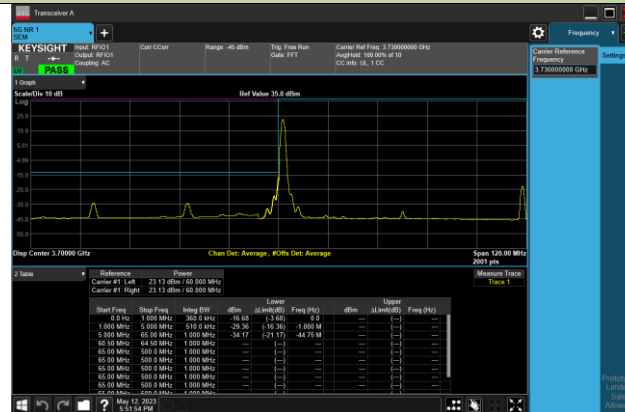 Transceiver A
5G NR 1
SEM
Frequency
KEYSIGHT
R T
PASS
Input: RFIO1
Output: RFIO1
Coupling: AC
Corr CCorr
Range: -45 dBm
Trig: Free Run
Gate: FFT
Carrier Ref Freq: 3.730000000 GHz
Avg|Hold: 100.00% of 10
CC Info: UL, 1 CC
Carrier Reference
Frequency
3.730000000 GHz
Settings
1 Graph
Scale/Div 10 dB
Ref Value 35.0 dBm
Log
25.0
15.0
5.01
-4.99
-15.0
-25.0
-35.0
-45.0
-55.0
Disp Center 3.70000 GHz
Chan Det: Average , #Offs Det: Average
Span 120.00 MHz
2001 pts
2 Table
Reference Power
Carrier #1: Left 23.13 dBm / 60.000 MHz
Carrier #1: Right 23.13 dBm / 60.000 MHz
Measure Trace
Trace 1
Lower Upper
Start Freq Stop Freq Integ BW dBm ΔLimit(dB) Freq (Hz) dBm ΔLimit(dB) Freq (Hz)
0.0 Hz 1.000 MHz 360.0 kHz -16.68 (-3.68) 0.0 --- (---) ---
1.000 MHz 5.000 MHz 510.0 kHz -29.36 (-16.36) -1.000 M --- (---) ---
5.000 MHz 65.00 MHz 1.000 MHz -34.17 (-21.17) -44.75 M --- (---) ---
60.50 MHz 64.50 MHz 1.000 MHz --- (---) --- --- (---) ---
65.00 MHz 500.0 MHz 1.000 MHz --- (---) --- --- (---) ---
65.00 MHz 500.0 MHz 1.000 MHz --- (---) --- --- (---) ---
65.00 MHz 500.0 MHz 1.000 MHz --- (---) --- --- (---) ---
65.00 MHz 500.0 MHz 1.000 MHz --- (---) --- --- (---) ---
65.00 MHz 500.0 MHz 1.000 MHz --- (---) --- --- (---) ---
May 12, 2023
5:51:54 PM